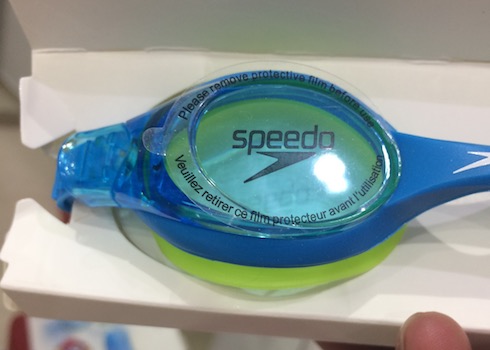 Please remove protective film before use.
speedo
Veuillez retirer ce film protecteur avant l'utilisation